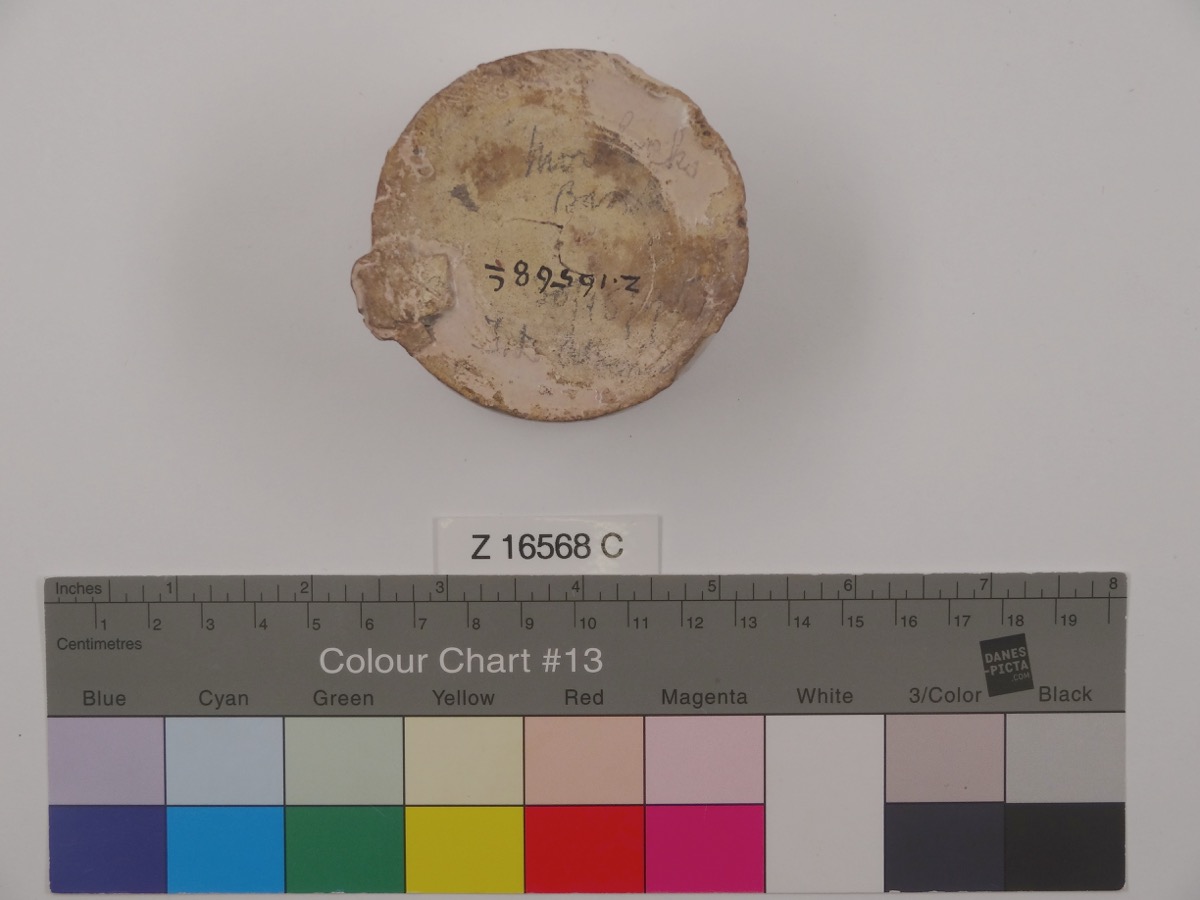 Z.16568 C
Z 16568 C
Inches 1 2 3 4 5 6 7 8
1 2 3 4 5 6 7 8 9 10 11 12 13 14 15 16 17 18 19
Centimetres
Colour Chart #13
DANES
-PICTA
.COM
Blue Cyan Green Yellow Red Magenta White 3/Color Black